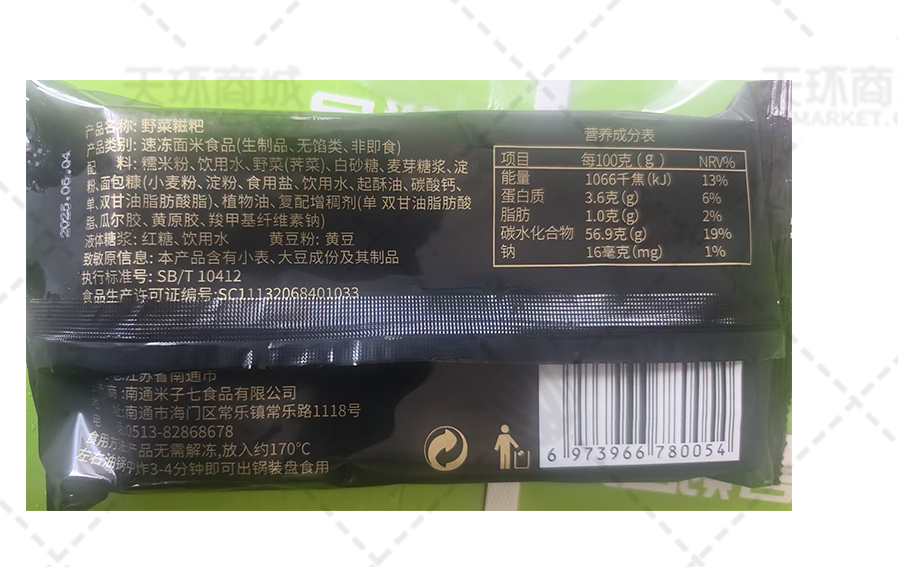 天环商城
天环商
MARKET.C
产品名称: 野菜糍粑
产品类别: 速冻面米食品(生制品、无馅类、非即食)
配 料: 糯米粉、饮用水、野菜(荠菜)、白砂糖、麦芽糖浆、淀
粉、面包糠(小麦粉、淀粉、食用盐、饮用水、起酥油、碳酸钙、
单、双甘油脂肪酸脂)、植物油、复配增稠剂(单 双甘油脂肪酸
脂、瓜尔胶、黄原胶、羧甲基纤维素钠)
液体糖浆: 红糖、饮用水 黄豆粉: 黄豆
致敏原信息: 本产品含有小表、大豆成份及其制品
执行标准号: SB/T 10412
食品生产许可证编号:SC11132068401033
2025.06.04
营养成分表
项目 每100克(g) NRV%
能量 1066千焦(kJ) 13%
蛋白质 3.6克(g) 6%
脂肪 1.0克(g) 2%
碳水化合物 56.9克(g) 19%
钠 16毫克(mg) 1%
江苏省南通市
商:南通米子七食品有限公司
址:南通市海门区常乐镇常乐路1118号
0513-82868678
食用方 产品无需解冻,放入约170°C
左右油锅中炸3-4分钟即可出锅装盘食用
6 973966 780054